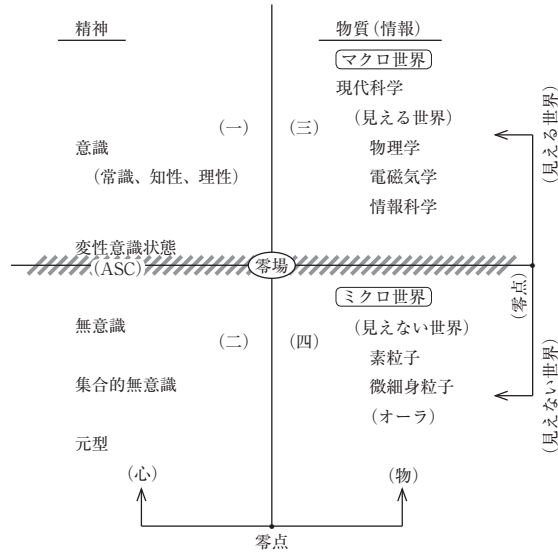 精神
物質(情報)
マクロ世界
現代科学
(一)
(三)
(見える世界)
意識
物理学
(常識、知性、理性)
電磁気学
情報科学
(見える世界)
変性意識状態
(ASC)
零場
(零点)
ミクロ世界
無意識
(二)
(四)
(見えない世界)
素粒子
集合的無意識
微細身粒子
(オーラ)
(見えない世界)
元型
(心)
(物)
零点